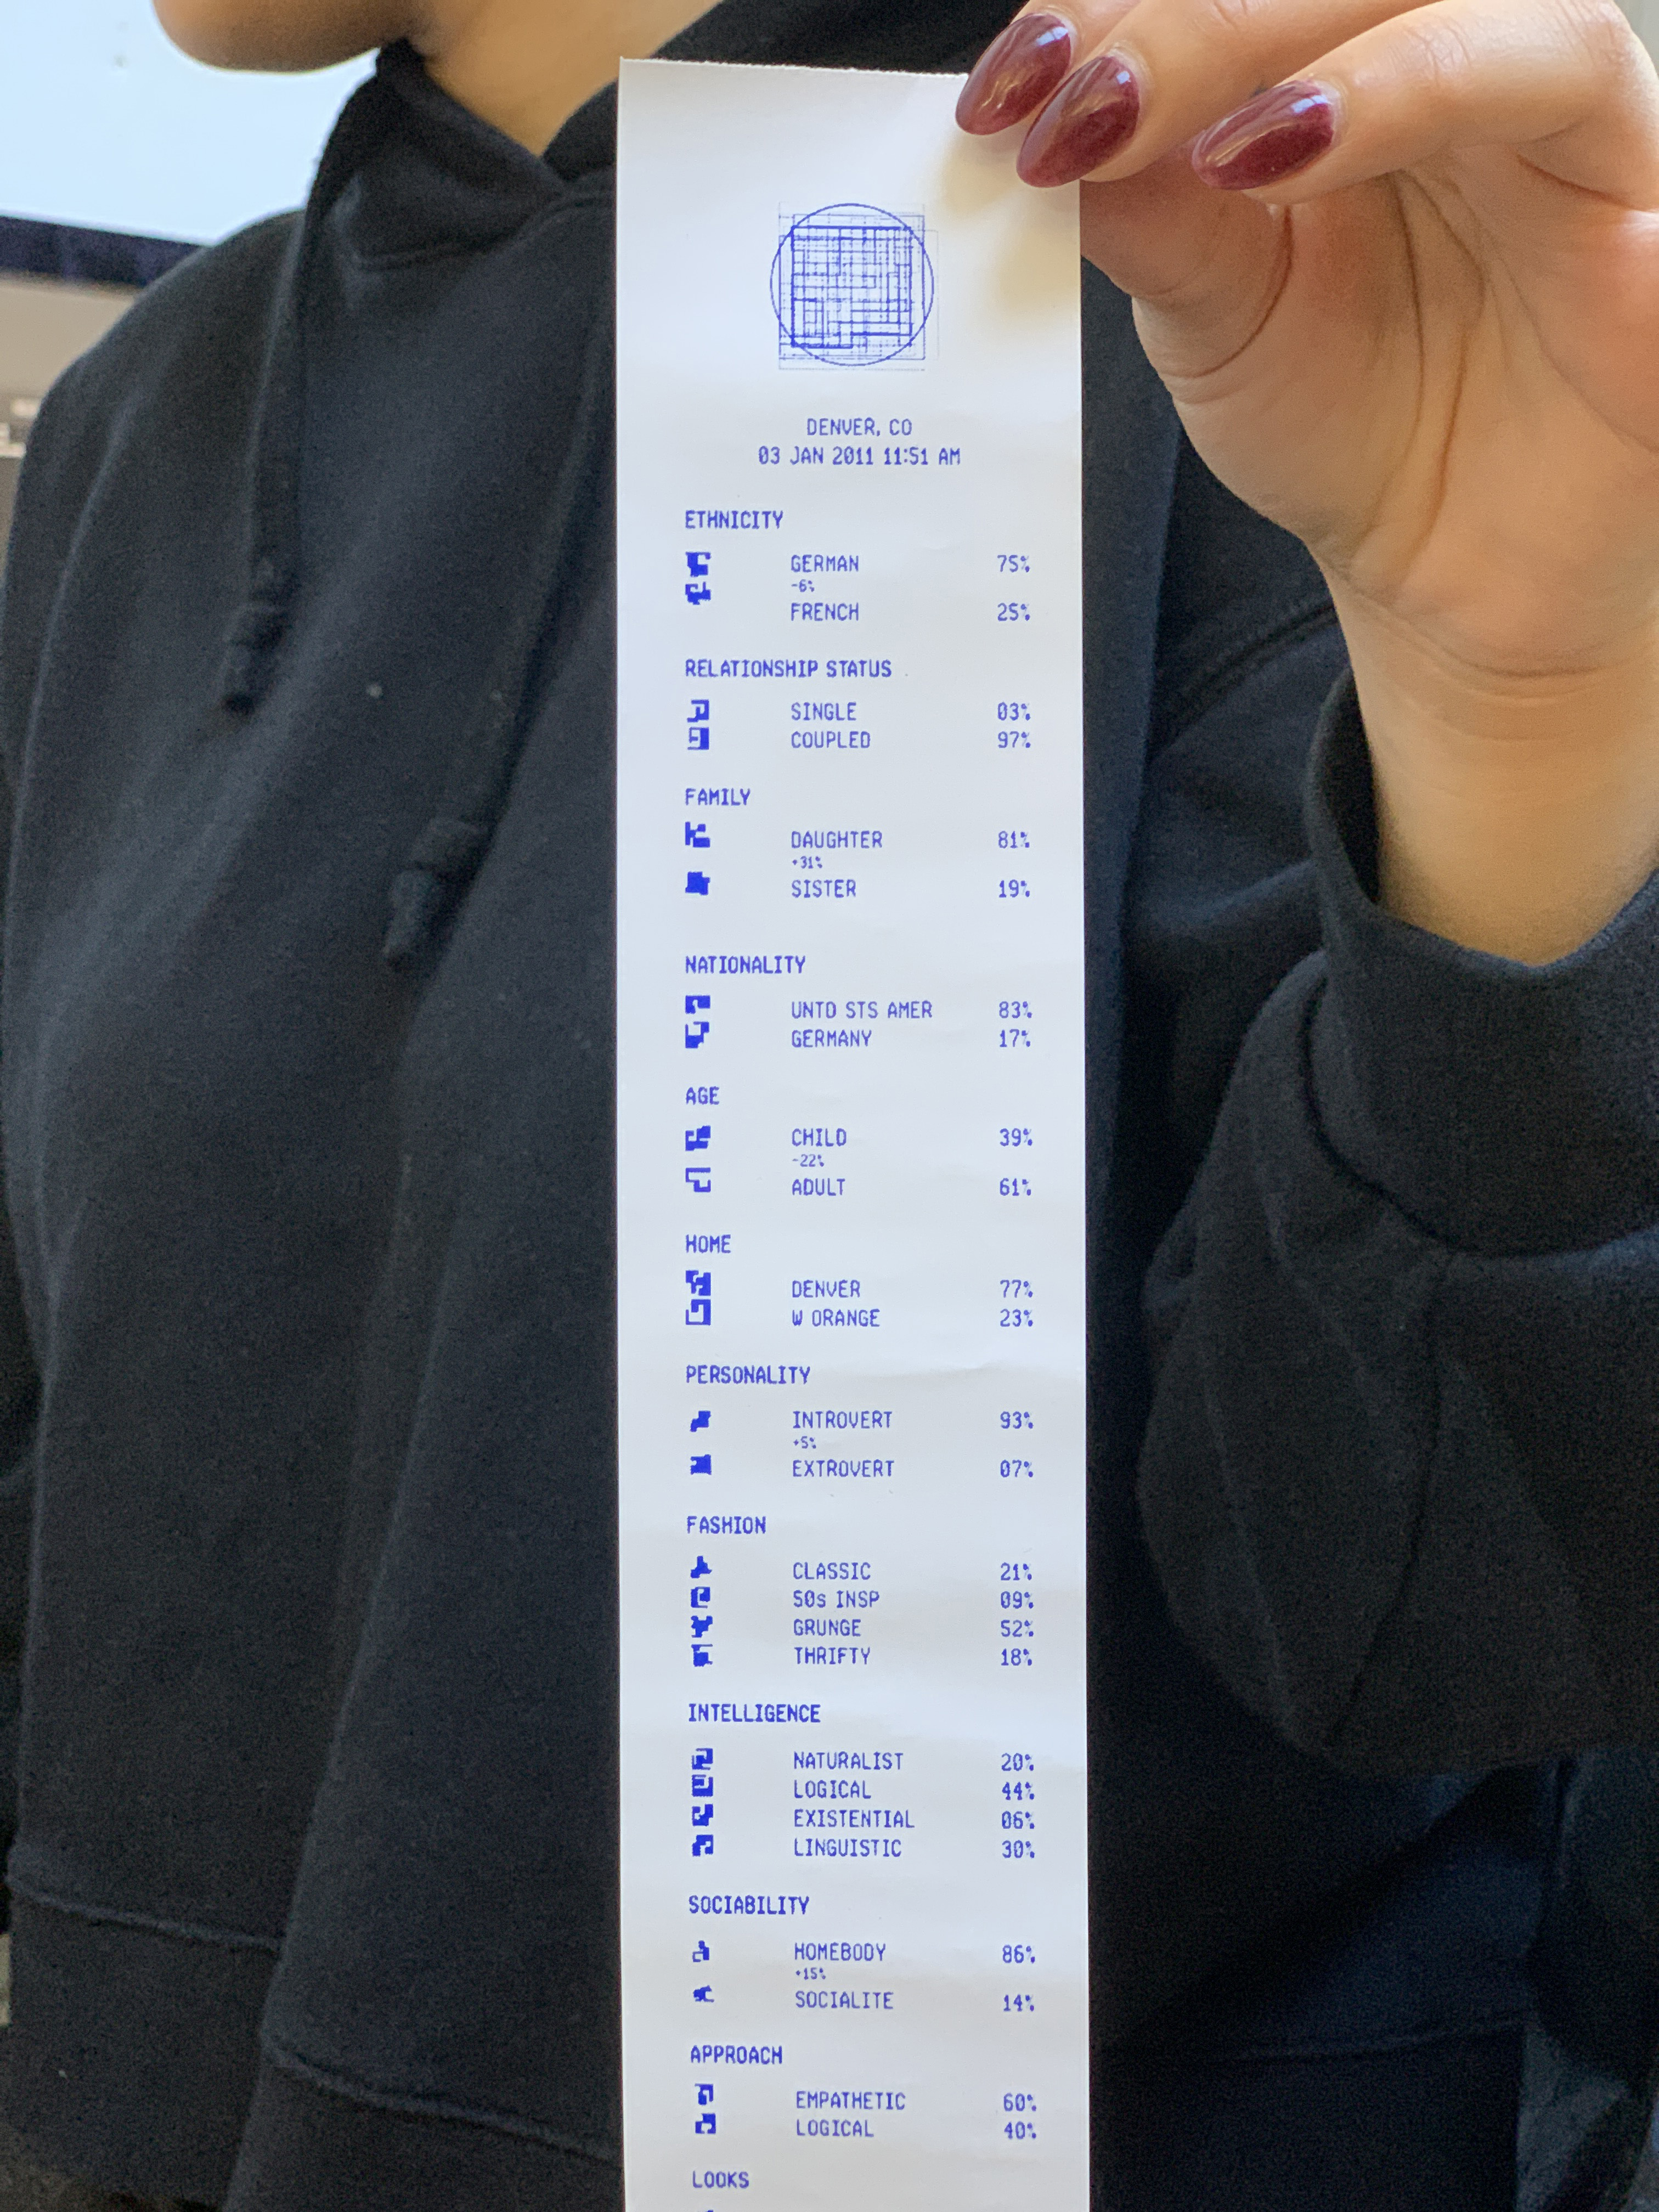 DENVER, CO
03 JAN 2011 11:51 AM
ETHNICITY
GERMAN 75%
-6%
FRENCH 25%
RELATIONSHIP STATUS
SINGLE 03%
COUPLED 97%
FAMILY
DAUGHTER 81%
+31%
SISTER 19%
NATIONALITY
UNTD STS AMER 83%
GERMANY 17%
AGE
CHILD 39%
-22%
ADULT 61%
HOME
DENVER 77%
W ORANGE 23%
PERSONALITY
INTROVERT 93%
+5%
EXTROVERT 07%
FASHION
CLASSIC 21%
50s INSP 09%
GRUNGE 52%
THRIFTY 18%
INTELLIGENCE
NATURALIST 20%
LOGICAL 44%
EXISTENTIAL 06%
LINGUISTIC 30%
SOCIABILITY
HOMEBODY 86%
+15%
SOCIALITE 14%
APPROACH
EMPATHETIC 60%
LOGICAL 40%
LOOKS